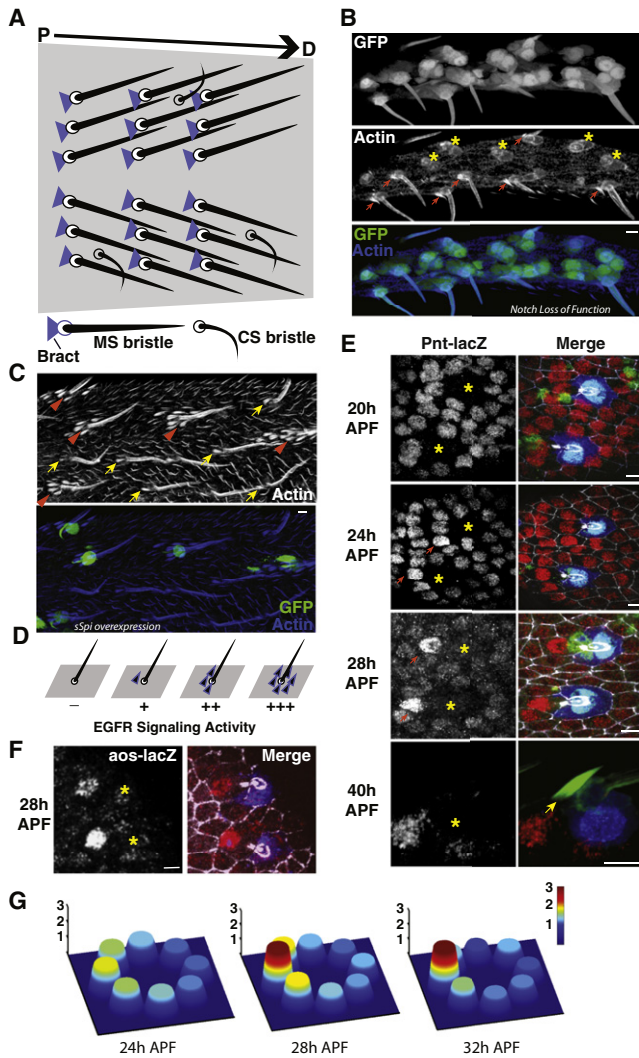 A
P
D
Bract
MS bristle
CS bristle
B
GFP
Actin
GFP
Actin
Notch Loss of Function
C
Actin
GFP
Actin
sSpi overexpression
D
− + ++ +++
EGFR Signaling Activity
E
Pnt-lacZ Merge
20h
APF
24h
APF
28h
APF
40h
APF
F
aos-lacZ Merge
28h
APF
G
3
2
1
24h APF
3
2
1
28h APF
3
2
1
32h APF
3
2
1